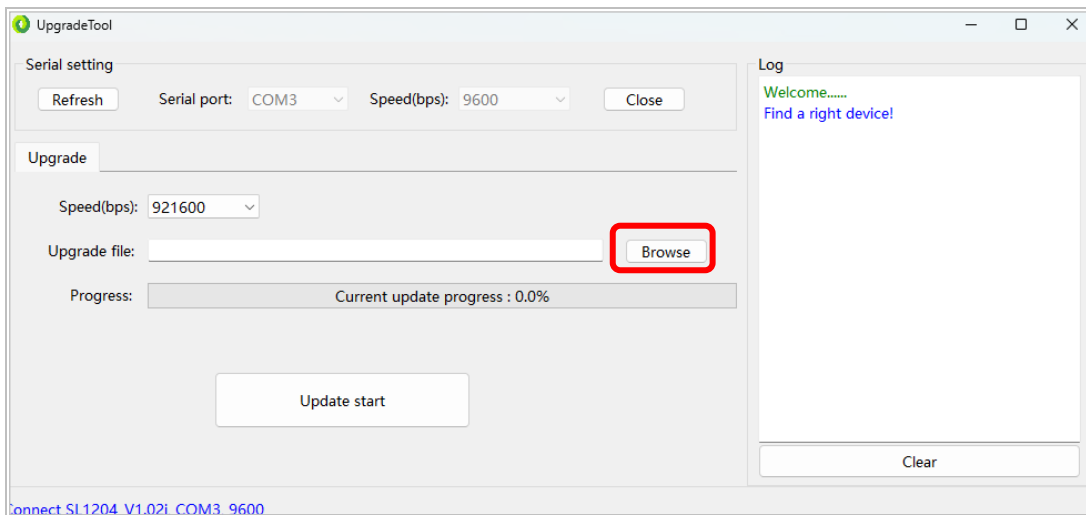 UpgradeTool
Serial setting
Refresh Serial port: COM3 Speed(bps): 9600 Close
Upgrade
Speed(bps): 921600
Upgrade file: Browse
Progress: Current update progress : 0.0%
Update start
Log
Welcome......
Find a right device!
Clear
Connect SL1204_V1.02i_COM3_9600